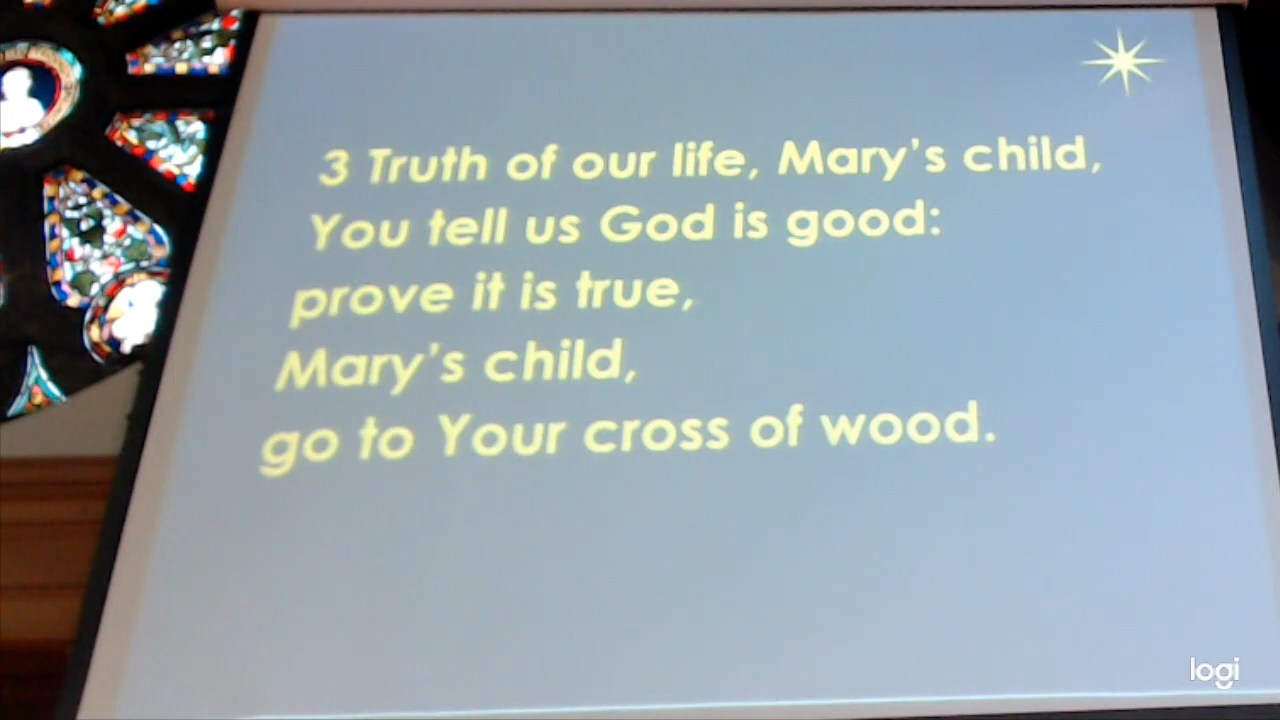 3 Truth of our life, Mary's child,
You tell us God is good:
prove it is true,
Mary's child,
go to Your cross of wood.
logi